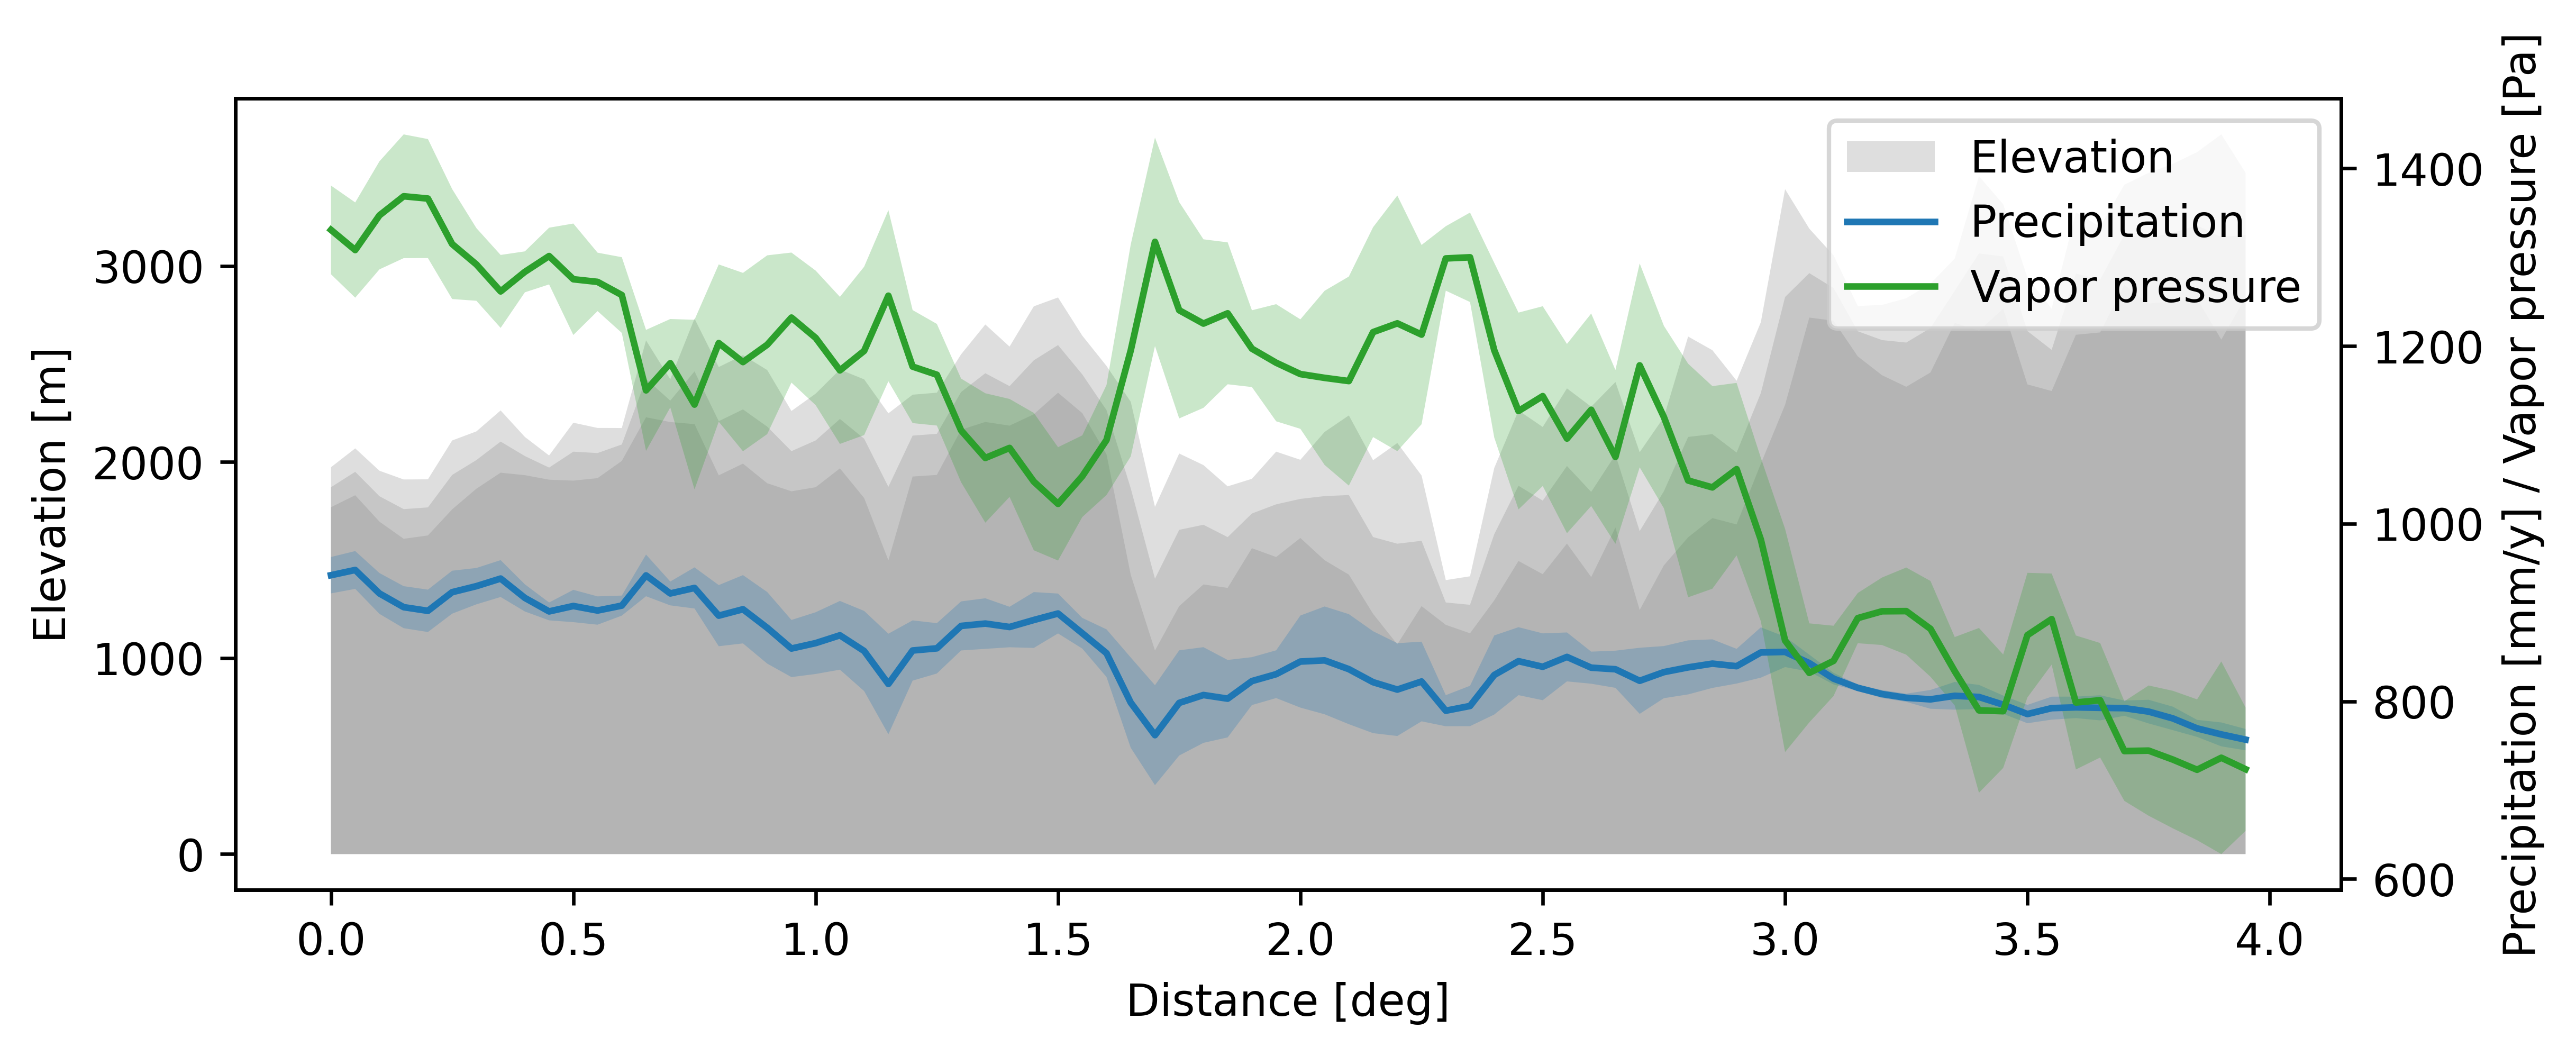 Elevation [m]
3000
2000
1000
0
0.0 0.5 1.0 1.5 2.0 2.5 3.0 3.5 4.0
Distance [deg]
Elevation
Precipitation
Vapor pressure
1400
1200
1000
800
600
Precipitation [mm/y] / Vapor pressure [Pa]